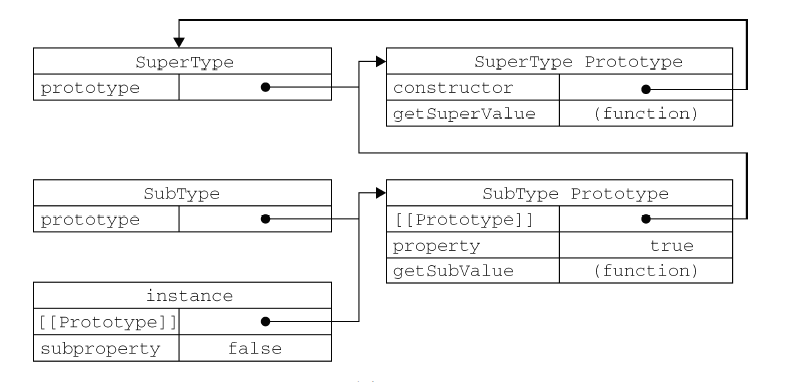 SuperType
prototype
SuperType Prototype
constructor
getSuperValue (function)
SubType
prototype
SubType Prototype
[[Prototype]]
property true
getSubValue (function)
instance
[[Prototype]]
subproperty false